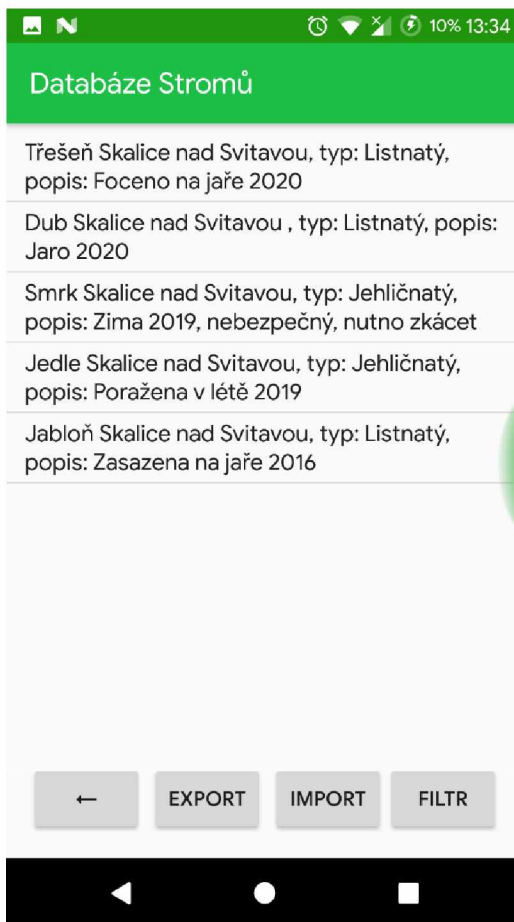 10% 13:34
Databáze Stromů
Třešeň Skalice nad Svitavou, typ: Listnatý,
popis: Foceno na jaře 2020
Dub Skalice nad Svitavou , typ: Listnatý, popis:
Jaro 2020
Smrk Skalice nad Svitavou, typ: Jehličnatý,
popis: Zima 2019, nebezpečný, nutno zkácet
Jedle Skalice nad Svitavou, typ: Jehličnatý,
popis: Poražena v létě 2019
Jabloň Skalice nad Svitavou, typ: Listnatý,
popis: Zasazena na jaře 2016
← EXPORT IMPORT FILTR